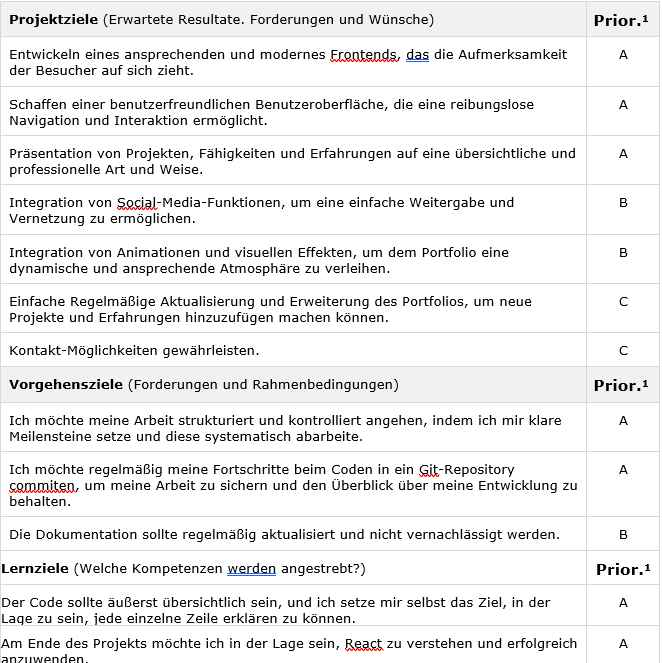 Projektziele (Erwartete Resultate. Forderungen und Wünsche) Prior.¹
Entwickeln eines ansprechenden und modernes Frontends, das die Aufmerksamkeit A
der Besucher auf sich zieht.
Schaffen einer benutzerfreundlichen Benutzeroberfläche, die eine reibungslose A
Navigation und Interaktion ermöglicht.
Präsentation von Projekten, Fähigkeiten und Erfahrungen auf eine übersichtliche und A
professionelle Art und Weise.
Integration von Social-Media-Funktionen, um eine einfache Weitergabe und B
Vernetzung zu ermöglichen.
Integration von Animationen und visuellen Effekten, um dem Portfolio eine B
dynamische und ansprechende Atmosphäre zu verleihen.
Einfache Regelmäßige Aktualisierung und Erweiterung des Portfolios, um neue C
Projekte und Erfahrungen hinzuzufügen machen können.
Kontakt-Möglichkeiten gewährleisten. C
Vorgehensziele (Forderungen und Rahmenbedingungen) Prior.¹
Ich möchte meine Arbeit strukturiert und kontrolliert angehen, indem ich mir klare A
Meilensteine setze und diese systematisch abarbeite.
Ich möchte regelmäßig meine Fortschritte beim Coden in ein Git-Repository A
commiten, um meine Arbeit zu sichern und den Überblick über meine Entwicklung zu
behalten.
Die Dokumentation sollte regelmäßig aktualisiert und nicht vernachlässigt werden. B
Lernziele (Welche Kompetenzen werden angestrebt?) Prior.¹
Der Code sollte äußerst übersichtlich sein, und ich setze mir selbst das Ziel, in der A
Lage zu sein, jede einzelne Zeile erklären zu können.
Am Ende des Projekts möchte ich in der Lage sein, React zu verstehen und erfolgreich A
anzuwenden.